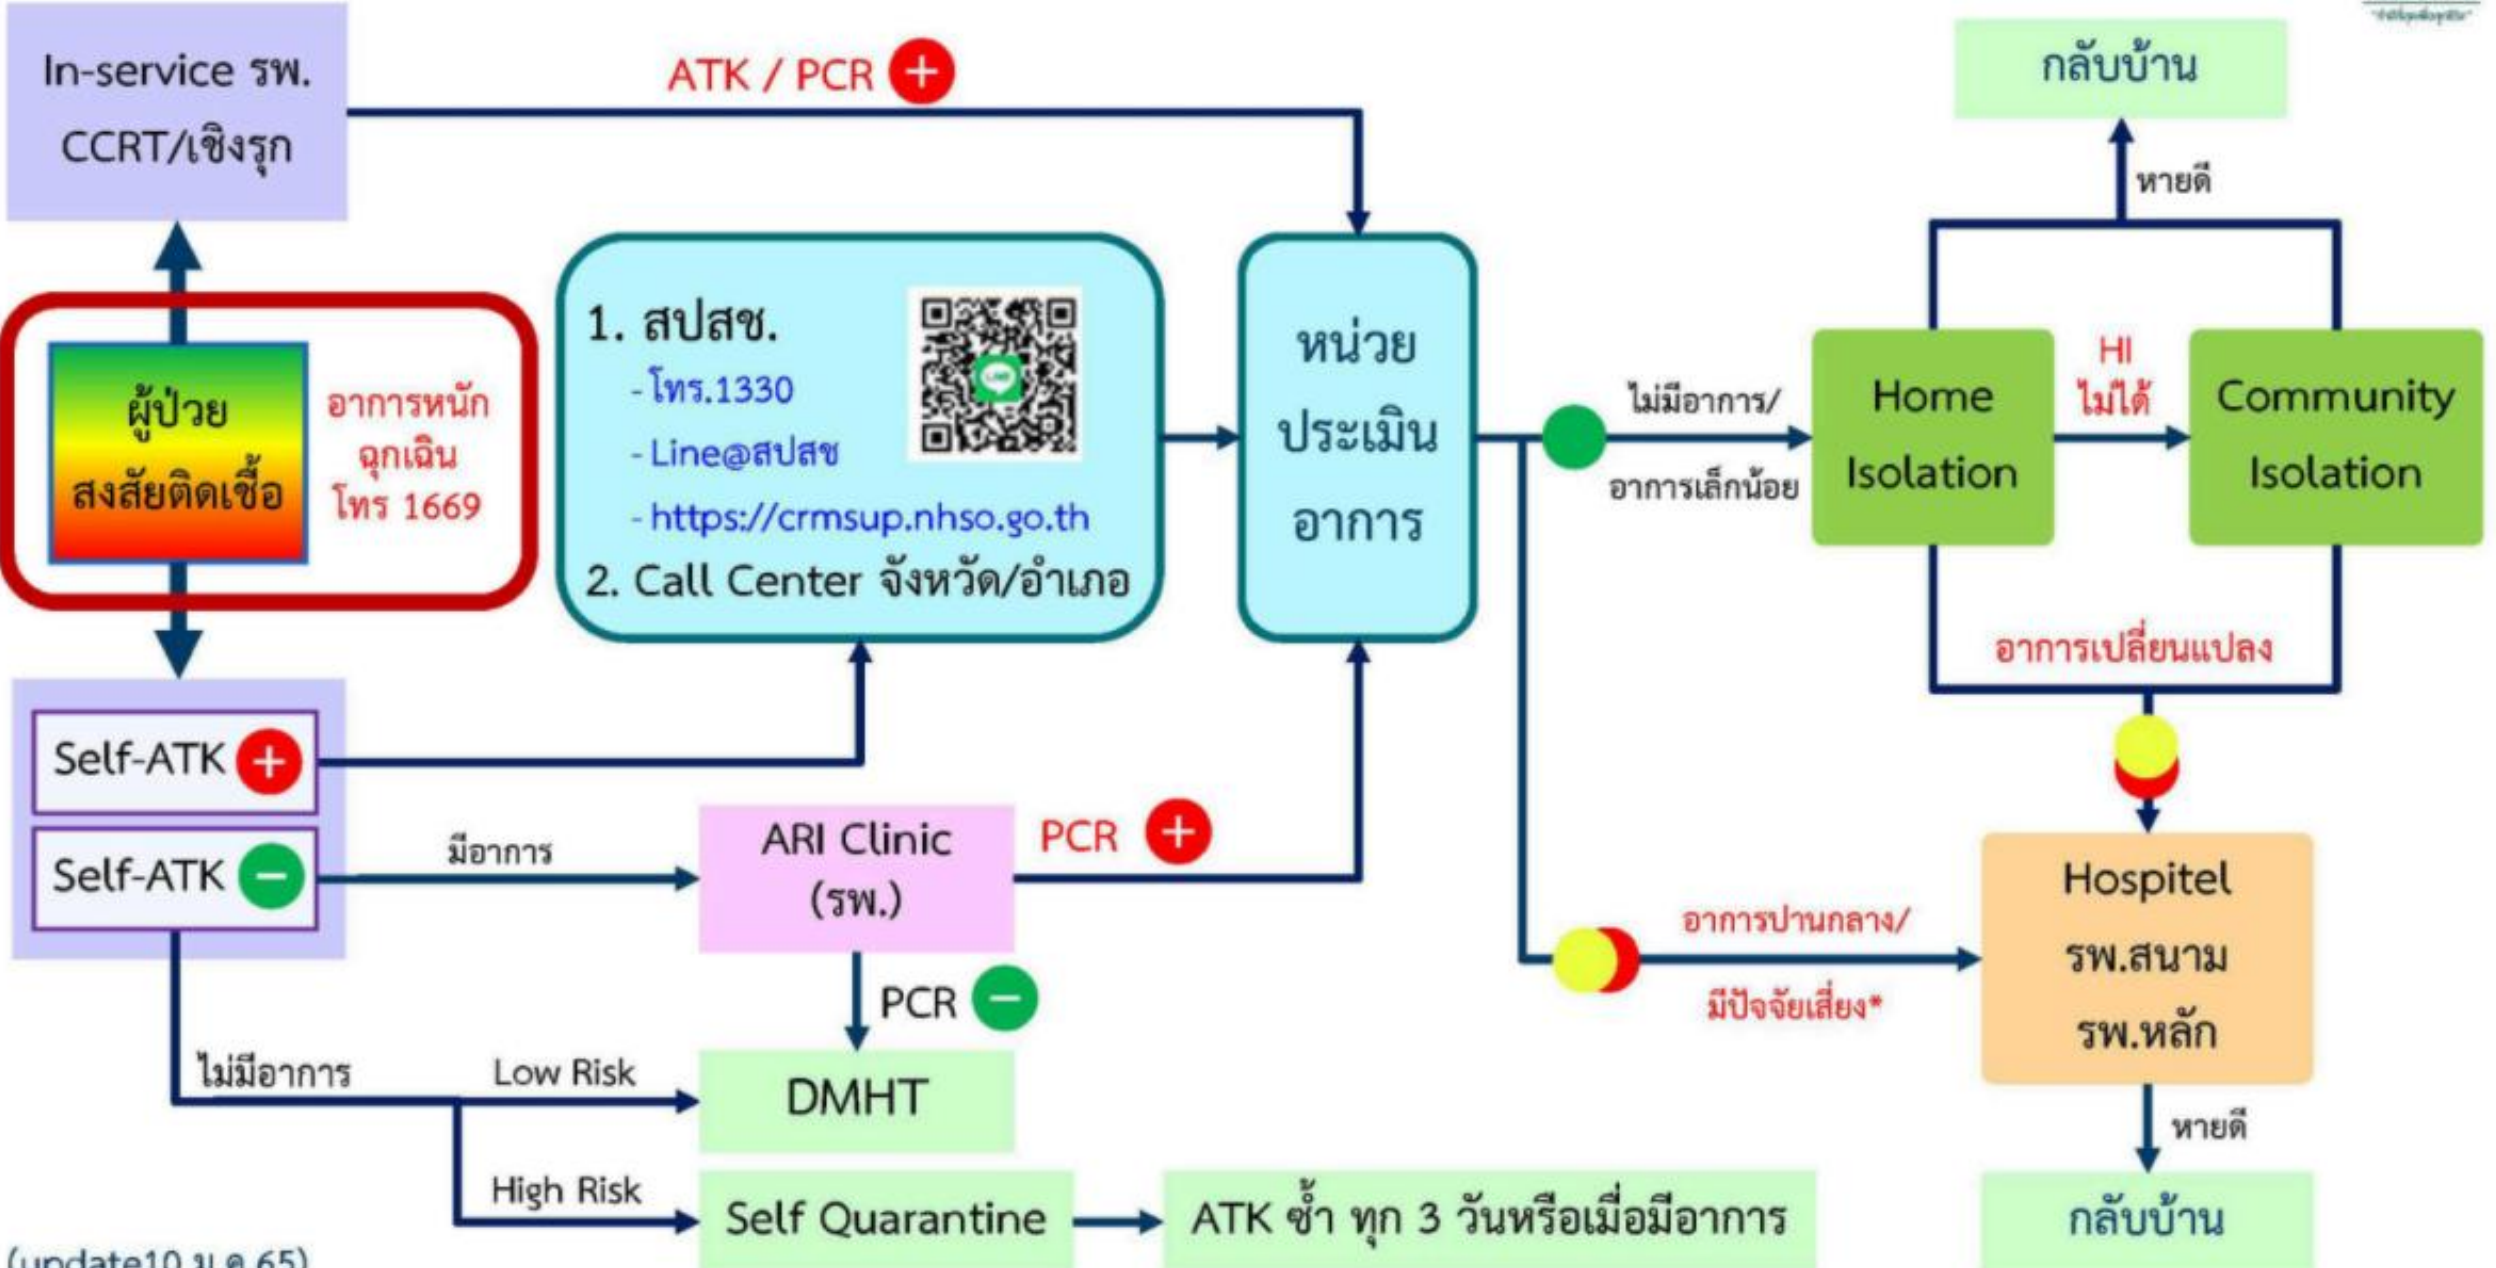 In-service รพ.
CCRT/เชิงรุก
ATK / PCR +
กลับบ้าน
หายดี
ผู้ป่วย
สงสัยติดเชื้อ
อาการหนัก
ฉุกเฉิน
โทร 1669
1. สปสช.
- โทร.1330
- Line@สปสช
- https://crmsup.nhso.go.th
2. Call Center จังหวัด/อำเภอ
LINE
หน่วย
ประเมิน
อาการ
ไม่มีอาการ/
อาการเล็กน้อย
Home
Isolation
HI
ไม่ได้
Community
Isolation
อาการเปลี่ยนแปลง
Self-ATK +
Self-ATK −
มีอาการ
ARI Clinic
(รพ.)
PCR +
PCR −
อาการปานกลาง/
มีปัจจัยเสี่ยง*
Hospitel
รพ.สนาม
รพ.หลัก
หายดี
กลับบ้าน
ไม่มีอาการ
Low Risk
DMHT
High Risk
Self Quarantine
ATK ซ้ำ ทุก 3 วันหรือเมื่อมีอาการ
(update10 ม.ค.65)